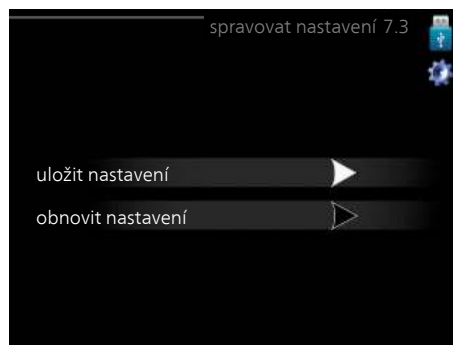 spravovat nastavení 7.3
uložit nastavení
obnovit nastavení